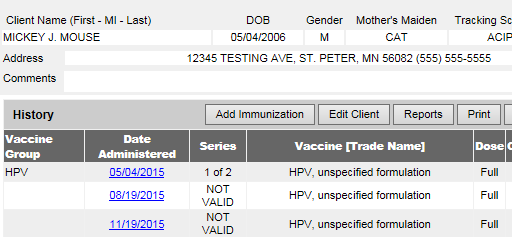 Client Name (First - MI - Last) DOB Gender Mother's Maiden Tracking Sc
MICKEY J. MOUSE 05/04/2006 M CAT ACIP
Address 12345 TESTING AVE, ST. PETER, MN 56082 (555) 555-5555
Comments
History Add Immunization Edit Client Reports Print
Vaccine Group Date Administered Series Vaccine [Trade Name] Dose
HPV 05/04/2015 1 of 2 HPV, unspecified formulation Full
08/19/2015 NOT VALID HPV, unspecified formulation Full
11/19/2015 NOT VALID HPV, unspecified formulation Full